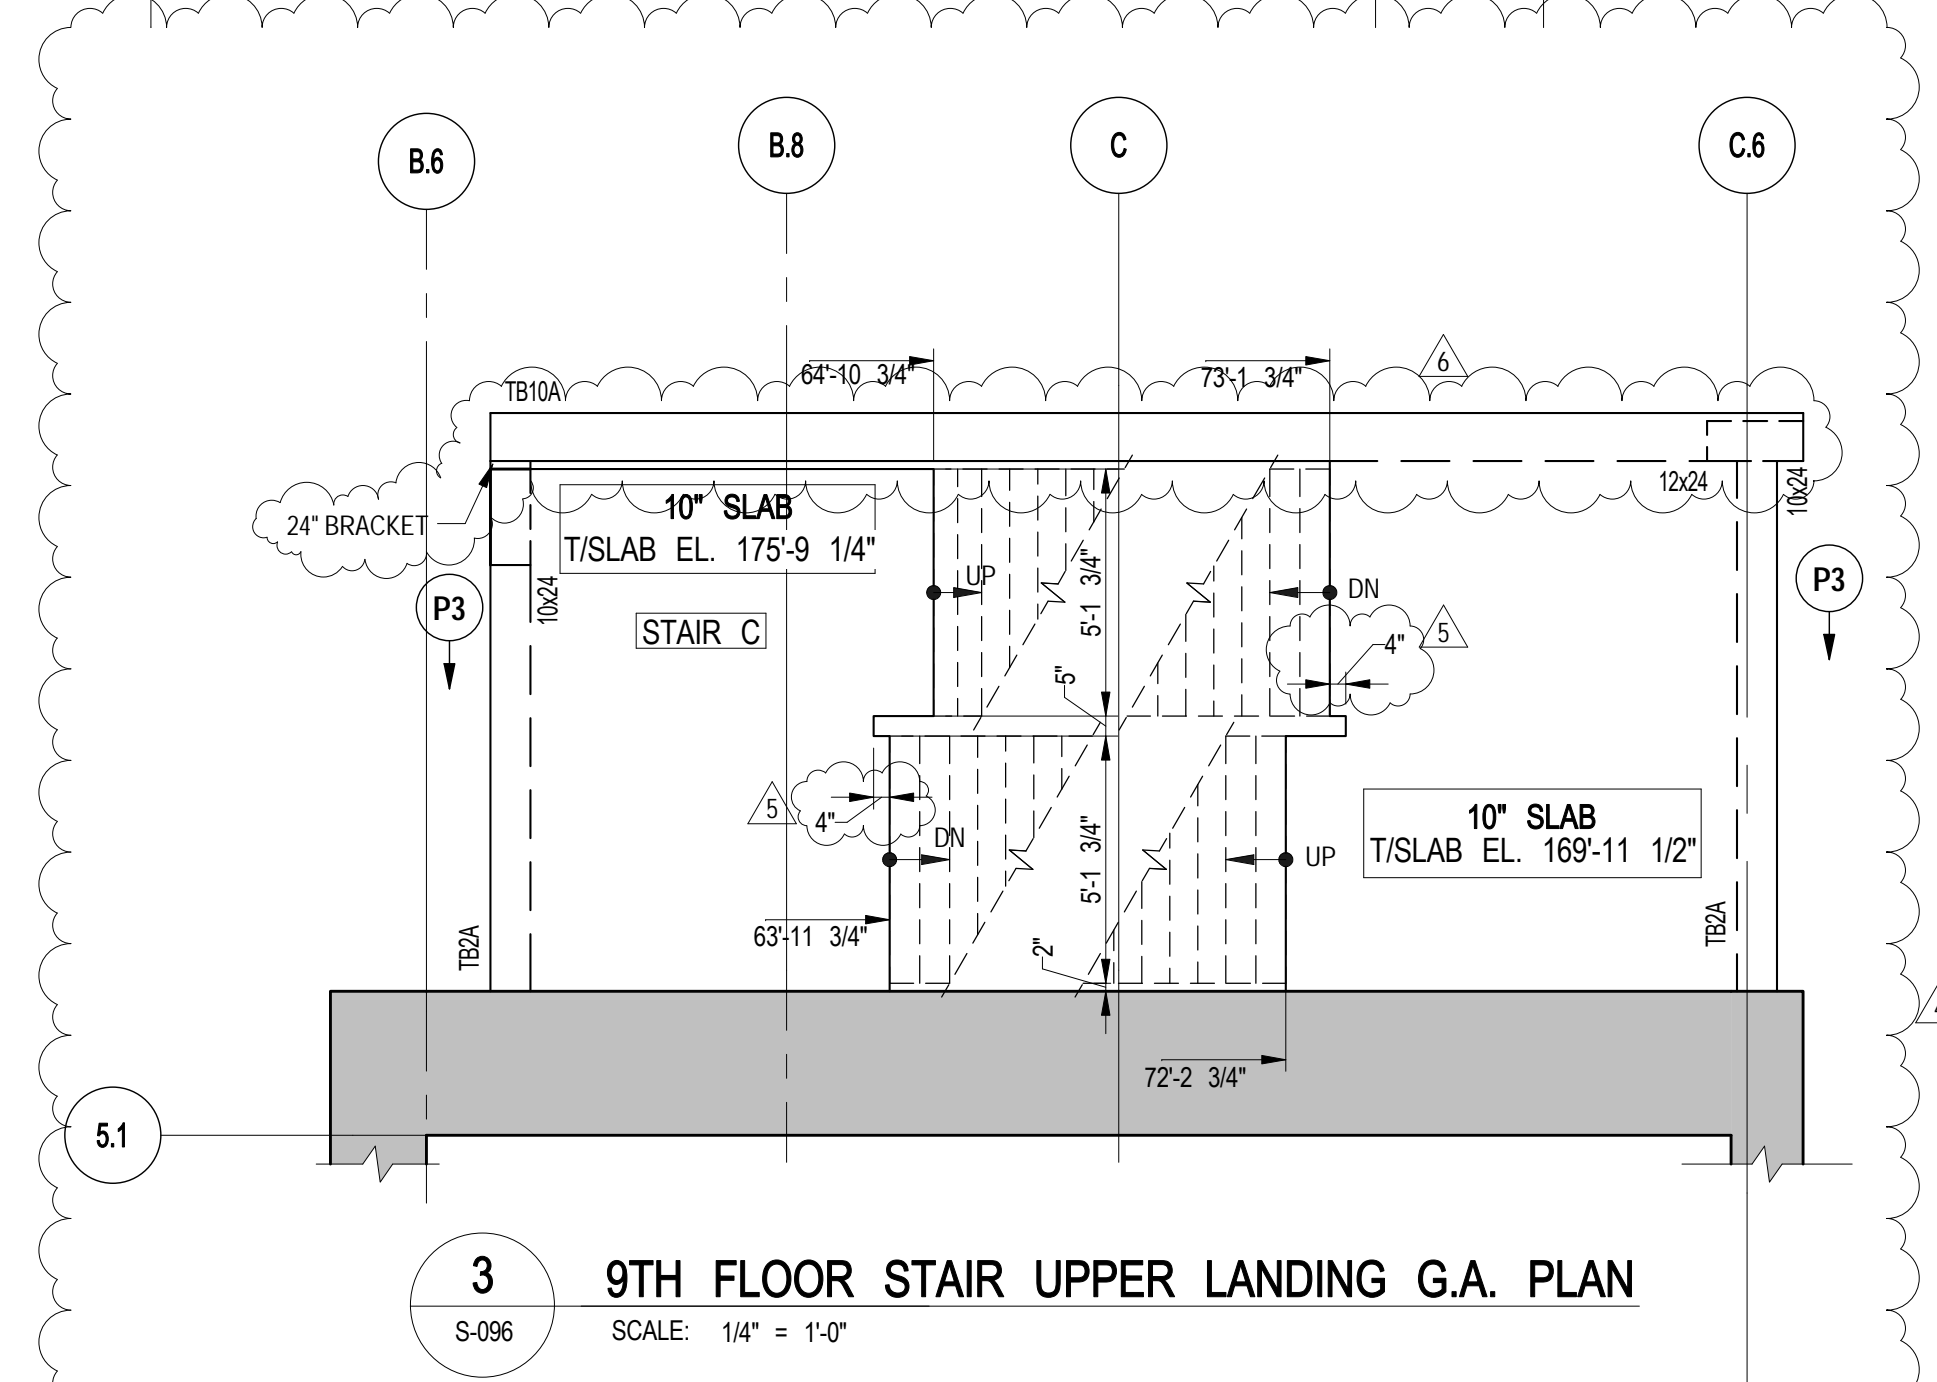 B.6
B.8
C
C.6
64'-10 3/4"
73'-1 3/4"
6
TB10A
24" BRACKET
10" SLAB
T/SLAB EL. 175'-9 1/4"
12x24
10x24
P3
10x24
STAIR C
UP
5'-1 3/4"
DN
P3
4"
5
5"
5
4"
DN
5'-1 3/4"
UP
10" SLAB
T/SLAB EL. 169'-11 1/2"
TB2A
63'-11 3/4"
2"
TB2A
72'-2 3/4"
5.1
3
S-096
9TH FLOOR STAIR UPPER LANDING G.A. PLAN
SCALE: 1/4" = 1'-0"